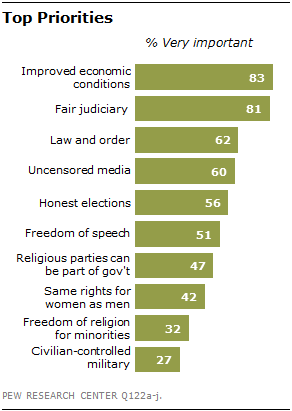 Top Priorities
% Very important
Improved economic
conditions
83
Fair judiciary
81
Law and order
62
Uncensored media
60
Honest elections
56
Freedom of speech
51
Religious parties can
be part of gov't
47
Same rights for
women as men
42
Freedom of religion
for minorities
32
Civilian-controlled
military
27
PEW RESEARCH CENTER Q122a-j.